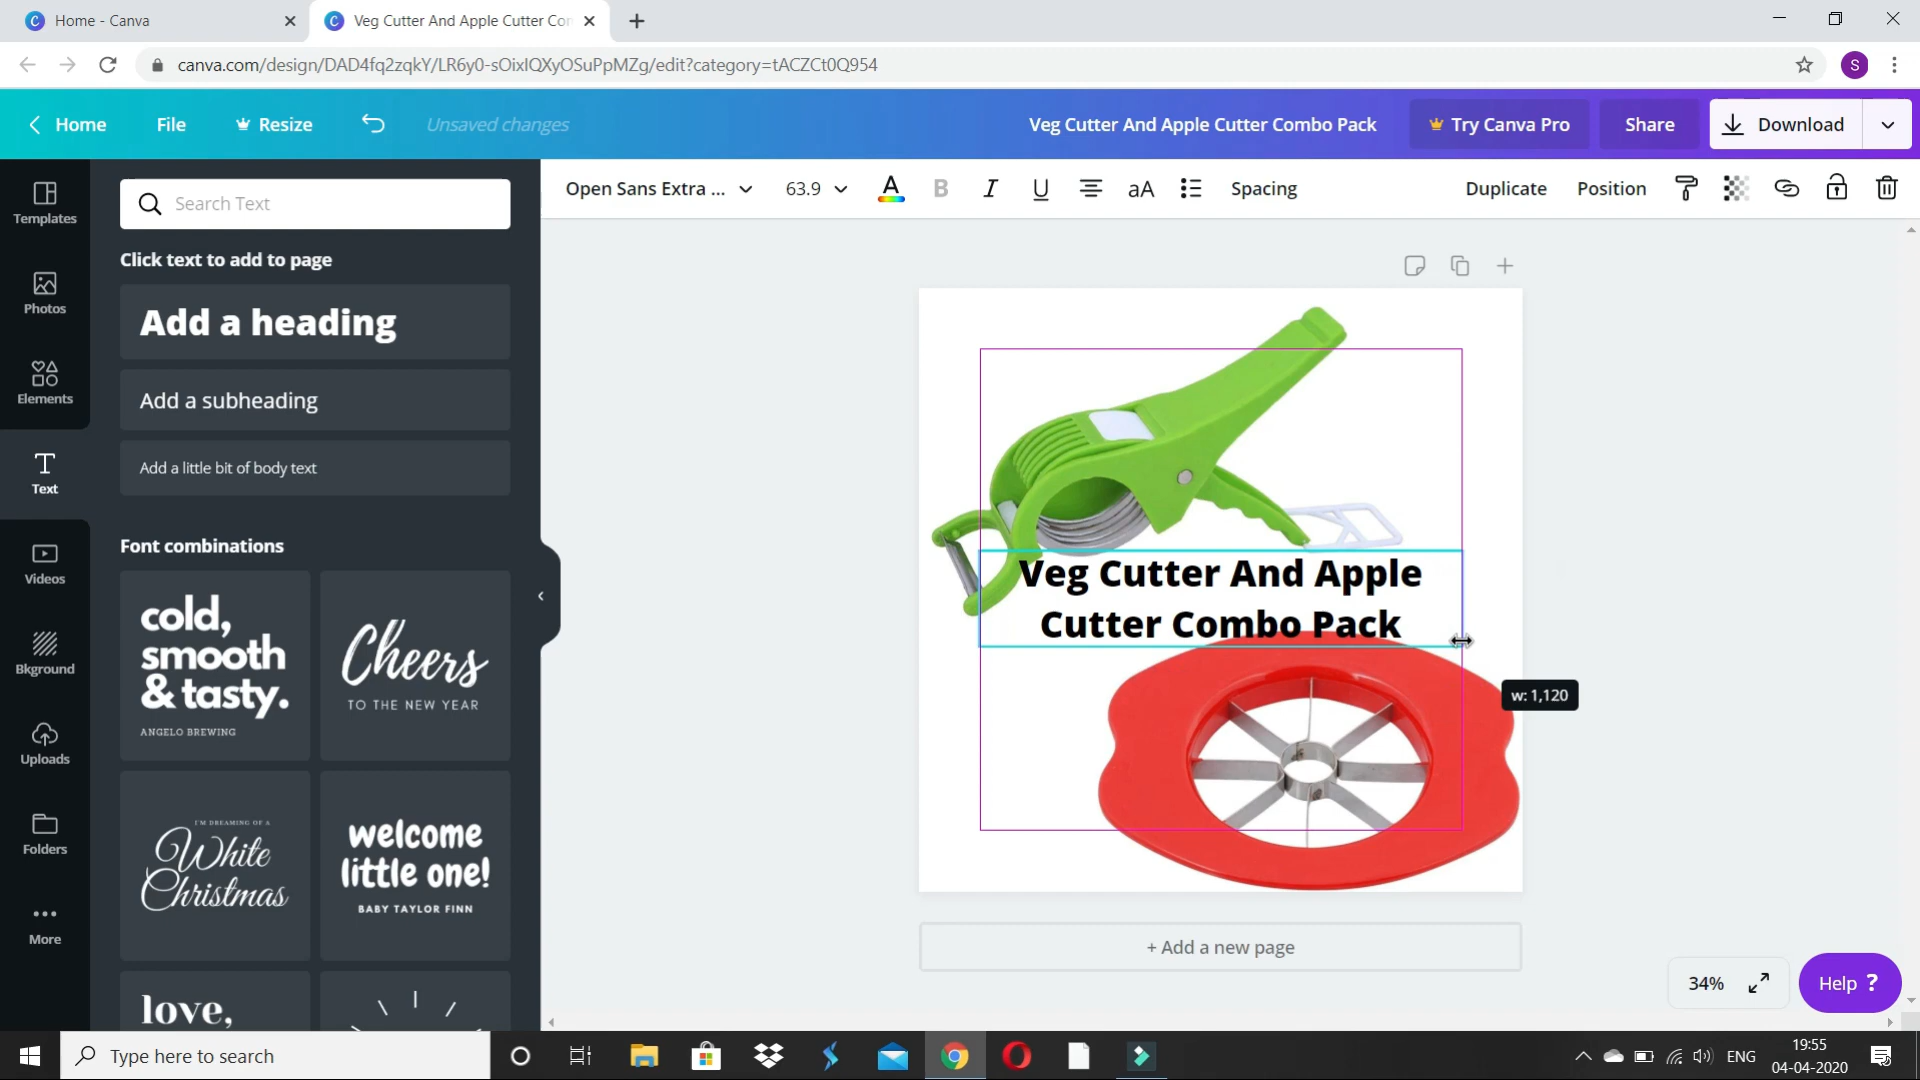 Home - Canva
Veg Cutter And Apple Cutter Con
canva.com/design/DAD4fq2zqkY/LR6y0-sOixIQXyOSuPpMZg/edit?category=tACZCt0Q954
S
Home File Resize Unsaved changes Veg Cutter And Apple Cutter Combo Pack Try Canva Pro Share Download
Open Sans Extra ... 63.9 A B I U aA Spacing Duplicate Position
Templates
Photos
Elements
Text
Videos
Bkground
Uploads
Folders
More
Search Text
Click text to add to page
Add a heading
Add a subheading
Add a little bit of body text
Font combinations
cold,
smooth
& tasty.
ANGELO BREWING
Cheers
TO THE NEW YEAR
I'M DREAMING OF A
White
Christmas
welcome
little one!
BABY TAYLOR FINN
love,
Veg Cutter And Apple
Cutter Combo Pack
w: 1,120
+ Add a new page
34%
Help ?
Type here to search
ENG
19:55
04-04-2020